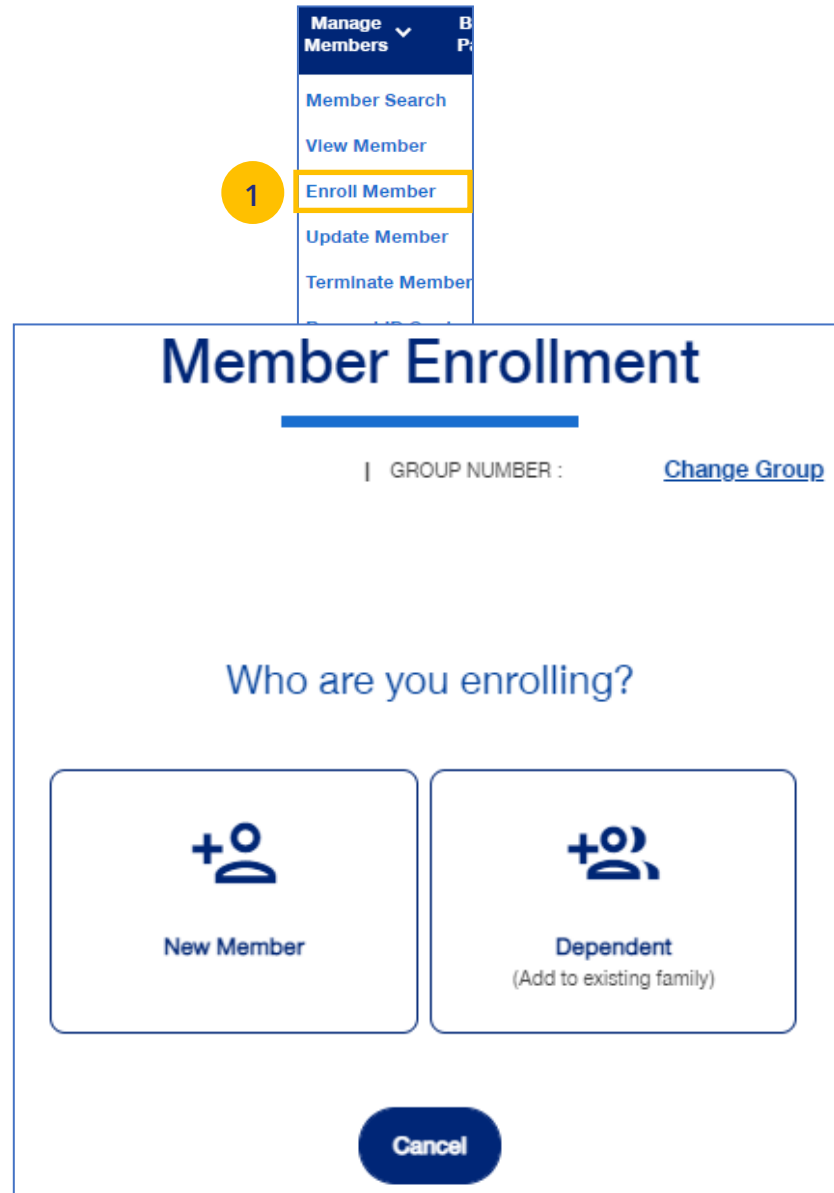 Manage
Members
Member Search
View Member
1
Enroll Member
Update Member
Terminate Member
Member Enrollment
| GROUP NUMBER : Change Group
Who are you enrolling?
New Member
Dependent
(Add to existing family)
Cancel